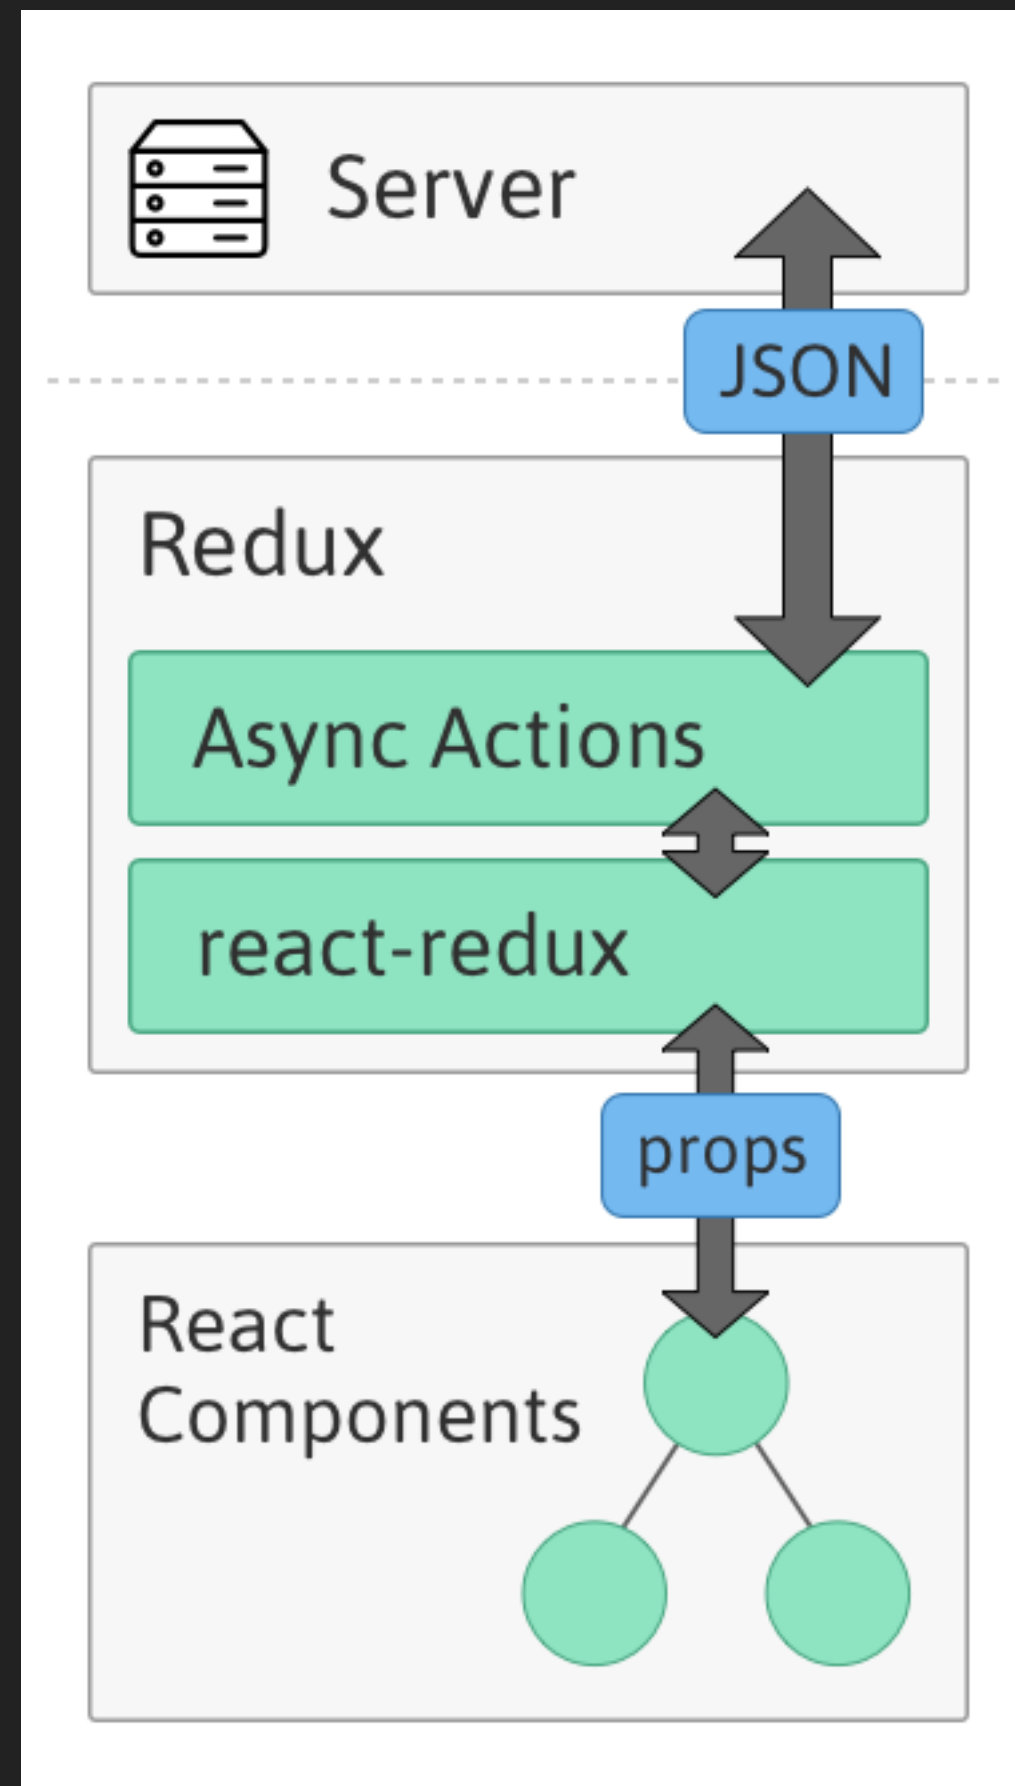 Server
JSON
Redux
Async Actions
react-redux
props
React
Components